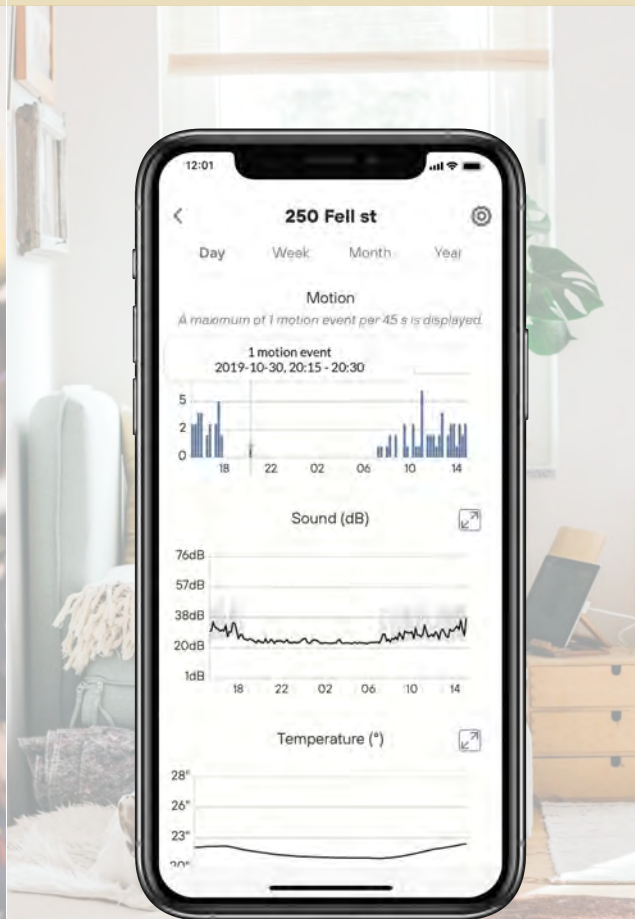 12:01
250 Fell st
Day Week Month Year
Motion
A maximum of 1 motion event per 45 s is displayed.
1 motion event
2019-10-30, 20:15 - 20:30
5
2
0
18 22 02 06 10 14
Sound (dB)
76dB
57dB
38dB
20dB
1dB
18 22 02 06 10 14
Temperature (°)
28°
26°
23°
20°